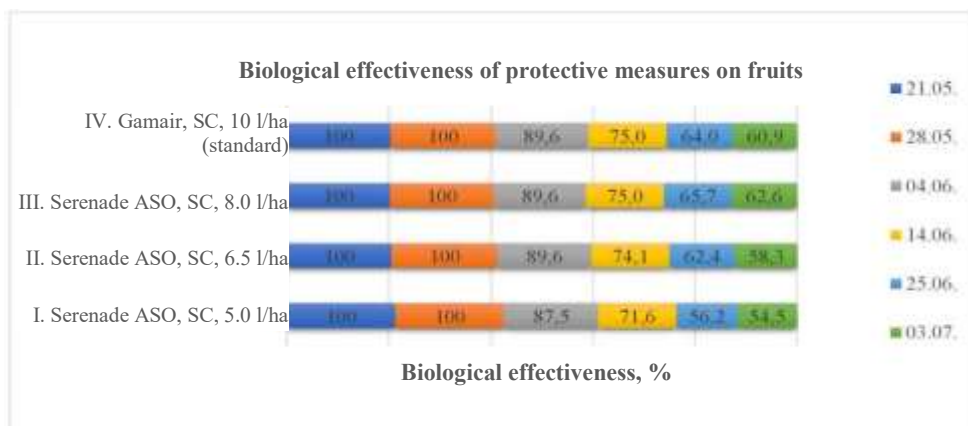 Biological effectiveness of protective measures on fruits
IV. Gamair, SC, 10 l/ha
(standard)
100 100 89,6 75,0 64,0 60,9
III. Serenade ASO, SC, 8.0 l/ha
100 100 89,6 75,0 65,7 62,6
II. Serenade ASO, SC, 6.5 l/ha
100 100 89,6 74,1 62,4 58,3
I. Serenade ASO, SC, 5.0 l/ha
100 100 87,5 71,6 56,2 54,5
Biological effectiveness, %
21.05.
28.05.
04.06.
14.06.
25.06.
03.07.